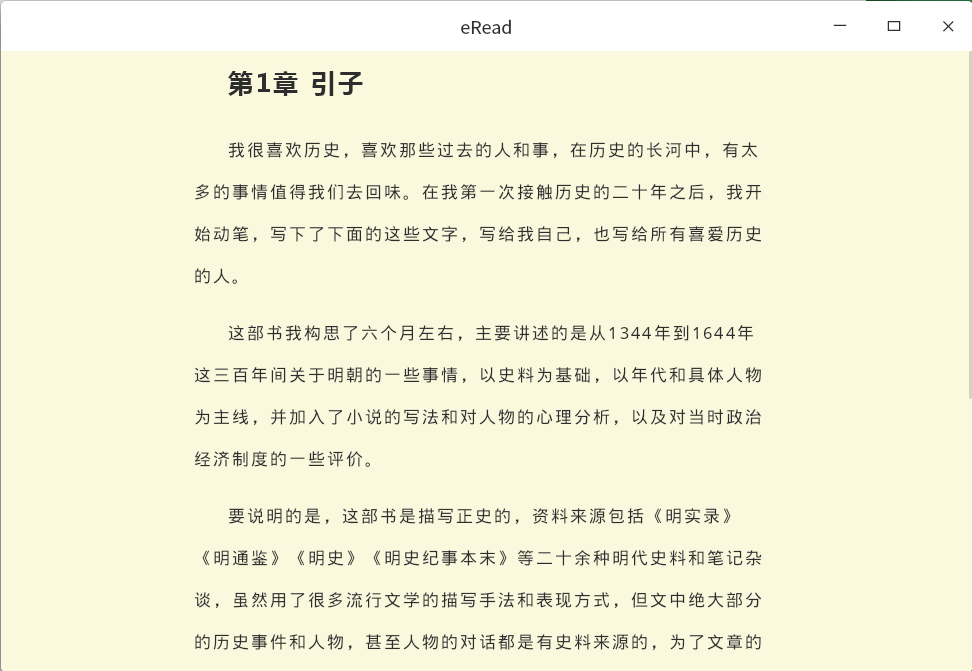 eRead
第1章 引子
我很喜欢历史，喜欢那些过去的人和事，在历史的长河中，有太
多的事情值得我们去回味。在我第一次接触历史的二十年之后，我开
始动笔，写下了下面的这些文字，写给我自己，也写给所有喜爱历史
的人。
这部书我构思了六个月左右，主要讲述的是从1344年到1644年
这三百年间关于明朝的一些事情，以史料为基础，以年代和具体人物
为主线，并加入了小说的写法和对人物的心理分析，以及对当时政治
经济制度的一些评价。
要说明的是，这部书是描写正史的，资料来源包括《明实录》
《明通鉴》《明史》《明史纪事本末》等二十余种明代史料和笔记杂
谈，虽然用了很多流行文学的描写手法和表现方式，但文中绝大部分
的历史事件和人物，甚至人物的对话都是有史料来源的，为了文章的